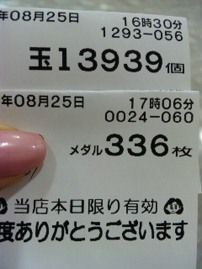 年08月25日 16時30分
1293-056
玉13939個
年08月25日 17時06分
0024-060
メダル336枚
当店本日限り有効
度ありがとうございます